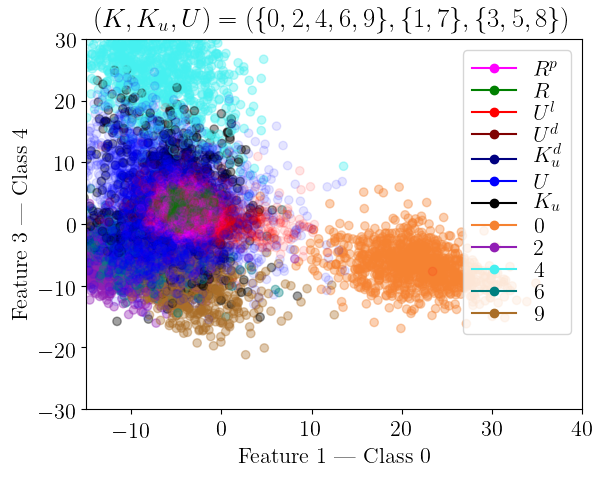 (K, K_u, U) = ({0, 2, 4, 6, 9}, {1, 7}, {3, 5, 8})
30
20
10
0
−10
−20
−30
Feature 3 — Class 4
R^p
R
U^l
U^d
K_u^d
U
K_u
0
2
4
6
9
−10
0
10
20
30
40
Feature 1 — Class 0